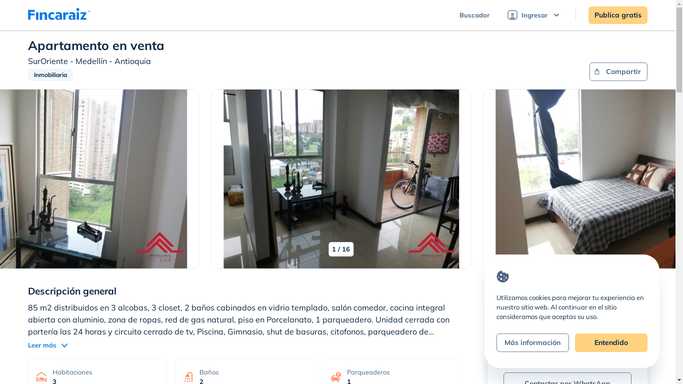 Fincaraiz
Buscador
Ingresar
Publica gratis
Apartamento en venta
SurOriente - Medellín - Antioquia
Inmobiliaria
Compartir
1 / 16
Descripción general
85 m2 distribuidos en 3 alcobas, 3 closet, 2 baños cabinados en vidrio templado, salón comedor, cocina integral
abierta con aluminio, zona de ropas, red de gas natural, piso en Porcelanato, 1 parqueadero. Unidad cerrada con
portería las 24 horas y circuito cerrado de tv, Piscina, Gimnasio, shut de basuras, citofonos, parqueadero de...
Leer más
Habitaciones
3
Baños
2
Parqueaderos
1
Utilizamos cookies para mejorar tu experiencia en
nuestro sitio web. Al continuar en el sitio
consideramos que aceptas su uso.
Más información
Entendido
Contactar por WhatsApp